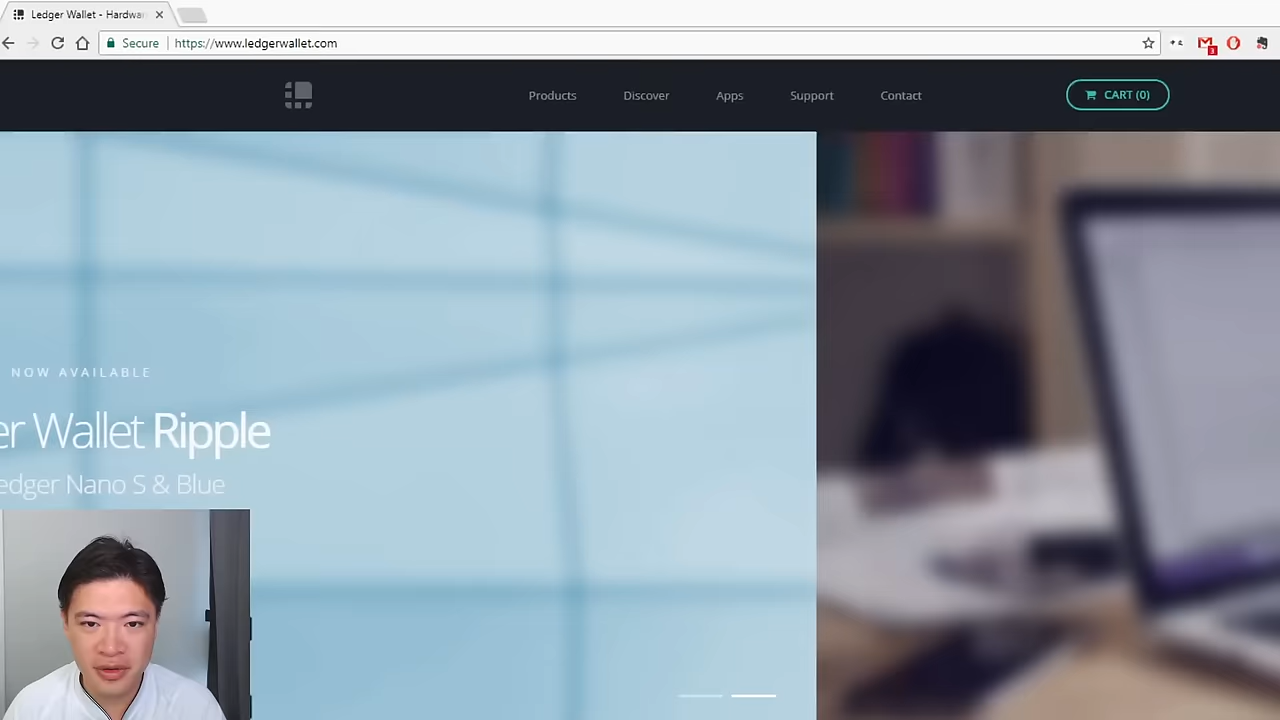 Ledger Wallet - Hardwa
Secure
https://www.ledgerwallet.com
3
Products
Discover
Apps
Support
Contact
CART (0)
NOW AVAILABLE
er Wallet Ripple
edger Nano S & Blue